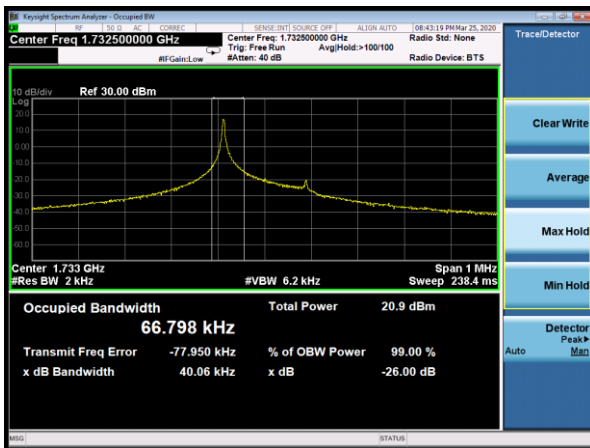 Keysight Spectrum Analyzer - Occupied BW
RF 50 Ω AC CORREC SENSE:INT SOURCE OFF ALIGN AUTO 08:43:19 PM Mar 25, 2020
Center Freq 1.732500000 GHz
Center Freq: 1.732500000 GHz
Radio Std: None
Trace/Detector
Trig: Free Run Avg|Hold:>100/100
#IFGain:Low #Atten: 40 dB Radio Device: BTS
10 dB/div Ref 30.00 dBm
Log
20.0
10.0
0.00
-10.0
-20.0
-30.0
-40.0
-50.0
-60.0
Center 1.733 GHz Span 1 MHz
#Res BW 2 kHz #VBW 6.2 kHz Sweep 238.4 ms
Occupied Bandwidth Total Power 20.9 dBm
66.798 kHz
Transmit Freq Error -77.950 kHz % of OBW Power 99.00 %
x dB Bandwidth 40.06 kHz x dB -26.00 dB
Clear Write
Average
Max Hold
Min Hold
Detector
Peak▶
Auto Man
MSG STATUS